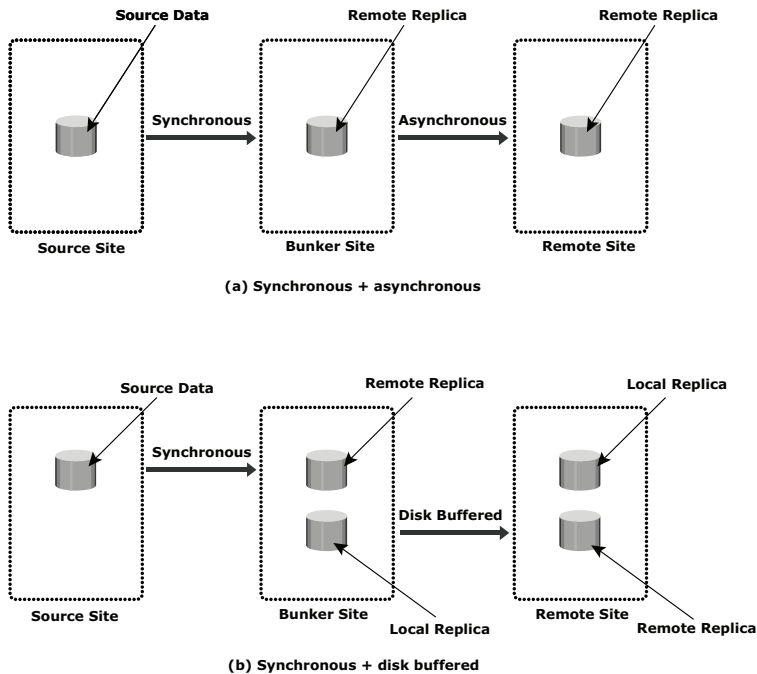 Source Data
Remote Replica
Remote Replica
Synchronous
Asynchronous
Source Site
Bunker Site
Remote Site
(a) Synchronous + asynchronous
Source Data
Remote Replica
Local Replica
Synchronous
Disk Buffered
Source Site
Bunker Site
Remote Site
Local Replica
Remote Replica
(b) Synchronous + disk buffered